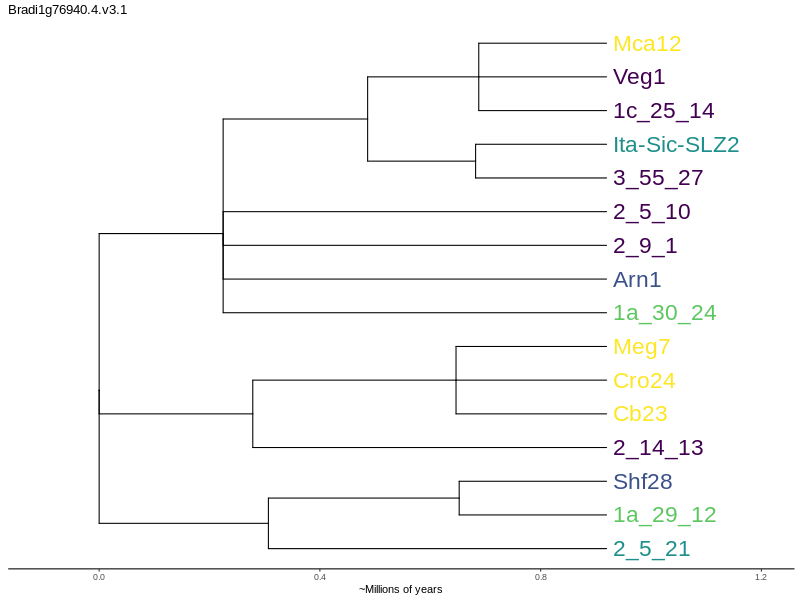 Bradi1g76940.4.v3.1
Mca12
Veg1
1c_25_14
Ita-Sic-SLZ2
3_55_27
2_5_10
2_9_1
Arn1
1a_30_24
Meg7
Cro24
Cb23
2_14_13
Shf28
1a_29_12
2_5_21
0.0 0.4 0.8 1.2
~Millions of years